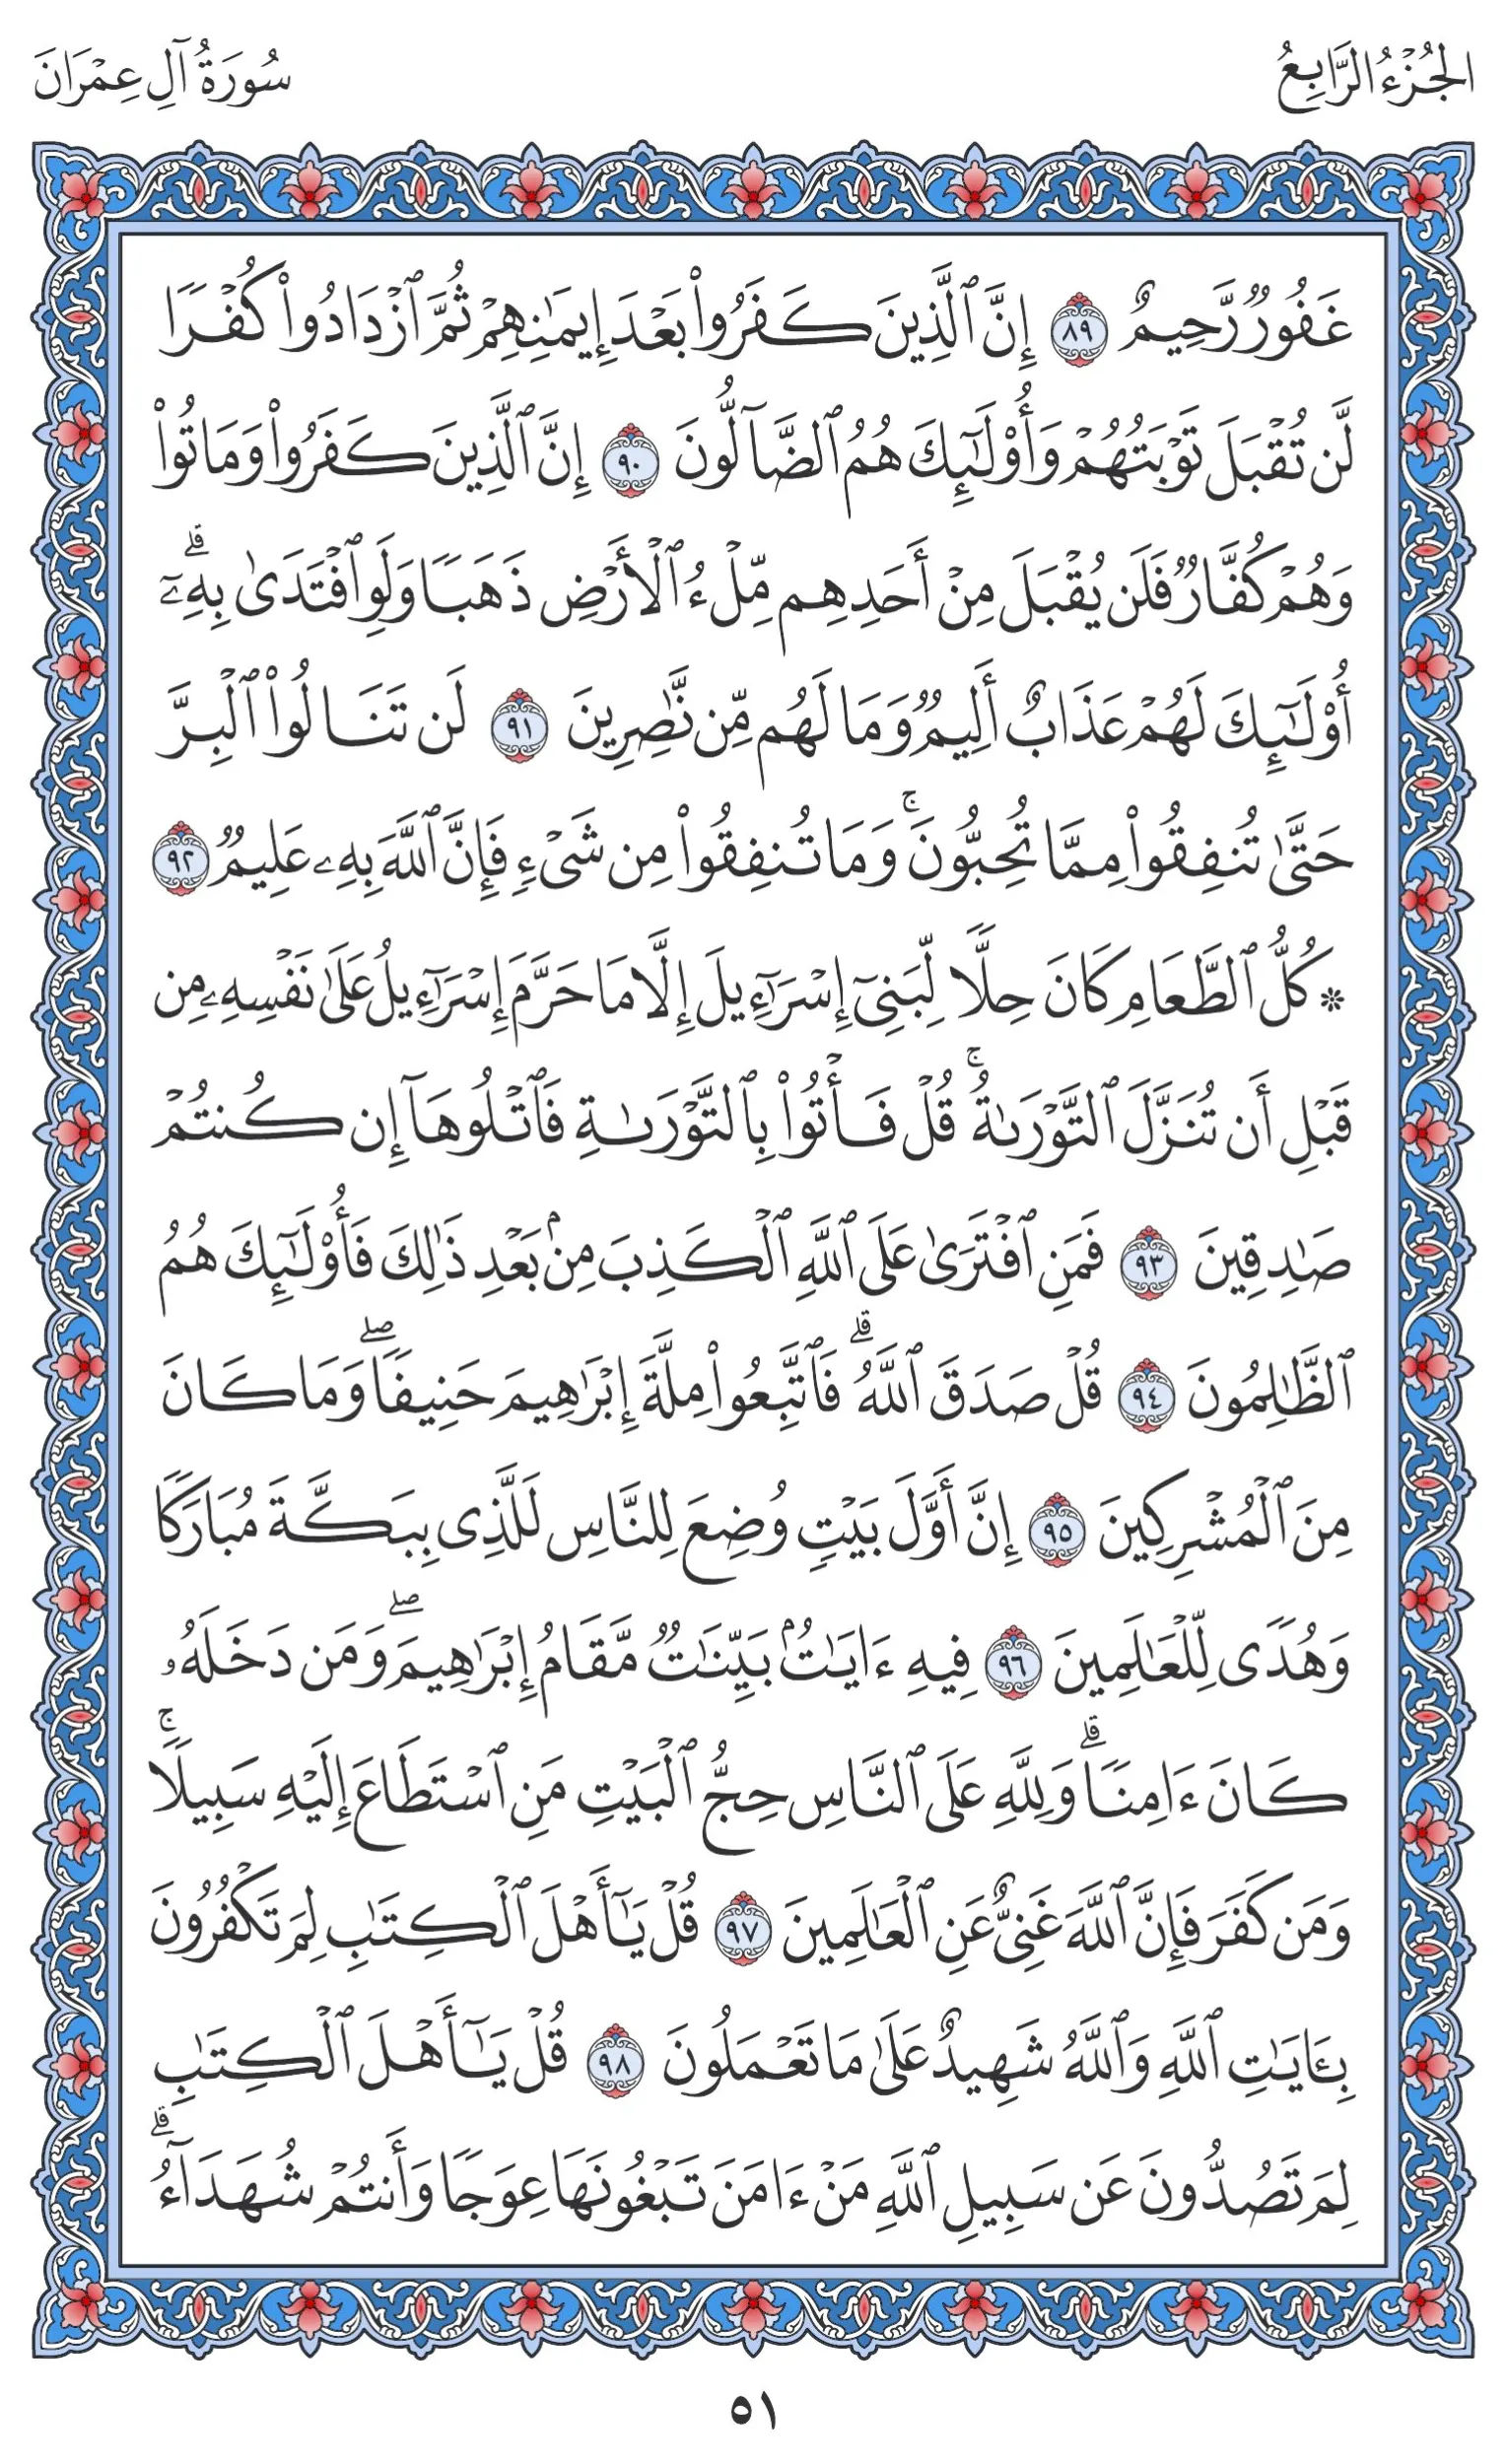 الجُزْءُ الرَّابِعُ
سُورَةُ آلِ عِمْرَانَ
غَفُورٌ رَّحِيمٌ ٨٩ إِنَّ ٱلَّذِينَ كَفَرُوا۟ بَعْدَ إِيمَـٰنِهِمْ ثُمَّ ٱزْدَادُوا۟ كُفْرًا
لَّن تُقْبَلَ تَوْبَتُهُمْ وَأُو۟لَـٰٓئِكَ هُمُ ٱلضَّآلُّونَ ٩٠ إِنَّ ٱلَّذِينَ كَفَرُوا۟ وَمَاتُوا۟
وَهُمْ كُفَّارٌ فَلَن يُقْبَلَ مِنْ أَحَدِهِم مِّلْءُ ٱلْأَرْضِ ذَهَبًا وَلَوِ ٱفْتَدَىٰ بِهِۦٓ ۗ
أُو۟لَـٰٓئِكَ لَهُمْ عَذَابٌ أَلِيمٌ وَمَا لَهُم مِّن نَّـٰصِرِينَ ٩١ لَن تَنَالُوا۟ ٱلْبِرَّ
حَتَّىٰ تُنفِقُوا۟ مِمَّا تُحِبُّونَ ۚ وَمَا تُنفِقُوا۟ مِن شَىْءٍ فَإِنَّ ٱللَّهَ بِهِۦ عَلِيمٌ ٩٢
* كُلُّ ٱلطَّعَامِ كَانَ حِلًّا لِّبَنِىٓ إِسْرَٰٓءِيلَ إِلَّا مَا حَرَّمَ إِسْرَٰٓءِيلُ عَلَىٰ نَفْسِهِۦ مِن
قَبْلِ أَن تُنَزَّلَ ٱلتَّوْرَىٰةُ ۚ قُلْ فَأْتُوا۟ بِٱلتَّوْرَىٰةِ فَٱتْلُوهَآ إِن كُنتُمْ
صَـٰدِقِينَ ٩٣ فَمَنِ ٱفْتَرَىٰ عَلَى ٱللَّهِ ٱلْكَذِبَ مِنۢ بَعْدِ ذَٰلِكَ فَأُو۟لَـٰٓئِكَ هُمُ
ٱلظَّـٰلِمُونَ ٩٤ قُلْ صَدَقَ ٱللَّهُ ۗ فَٱتَّبِعُوا۟ مِلَّةَ إِبْرَٰهِيمَ حَنِيفًا ۖ وَمَا كَانَ
مِنَ ٱلْمُشْرِكِينَ ٩٥ إِنَّ أَوَّلَ بَيْتٍ وُضِعَ لِلنَّاسِ لَلَّذِى بِبَكَّةَ مُبَارَكًا
وَهُدًى لِّلْعَـٰلَمِينَ ٩٦ فِيهِ ءَايَـٰتٌۢ بَيِّنَـٰتٌ مَّقَامُ إِبْرَٰهِيمَ ۖ وَمَن دَخَلَهُۥ
كَانَ ءَامِنًا ۗ وَلِلَّهِ عَلَى ٱلنَّاسِ حِجُّ ٱلْبَيْتِ مَنِ ٱسْتَطَاعَ إِلَيْهِ سَبِيلًا ۚ
وَمَن كَفَرَ فَإِنَّ ٱللَّهَ غَنِىٌّ عَنِ ٱلْعَـٰلَمِينَ ٩٧ قُلْ يَـٰٓأَهْلَ ٱلْكِتَـٰبِ لِمَ تَكْفُرُونَ
بِـَٔايَـٰتِ ٱللَّهِ وَٱللَّهُ شَهِيدٌ عَلَىٰ مَا تَعْمَلُونَ ٩٨ قُلْ يَـٰٓأَهْلَ ٱلْكِتَـٰبِ
لِمَ تَصُدُّونَ عَن سَبِيلِ ٱللَّهِ مَنْ ءَامَنَ تَبْغُونَهَا عِوَجًا وَأَنتُمْ شُهَدَآءُ ۗ
٥١